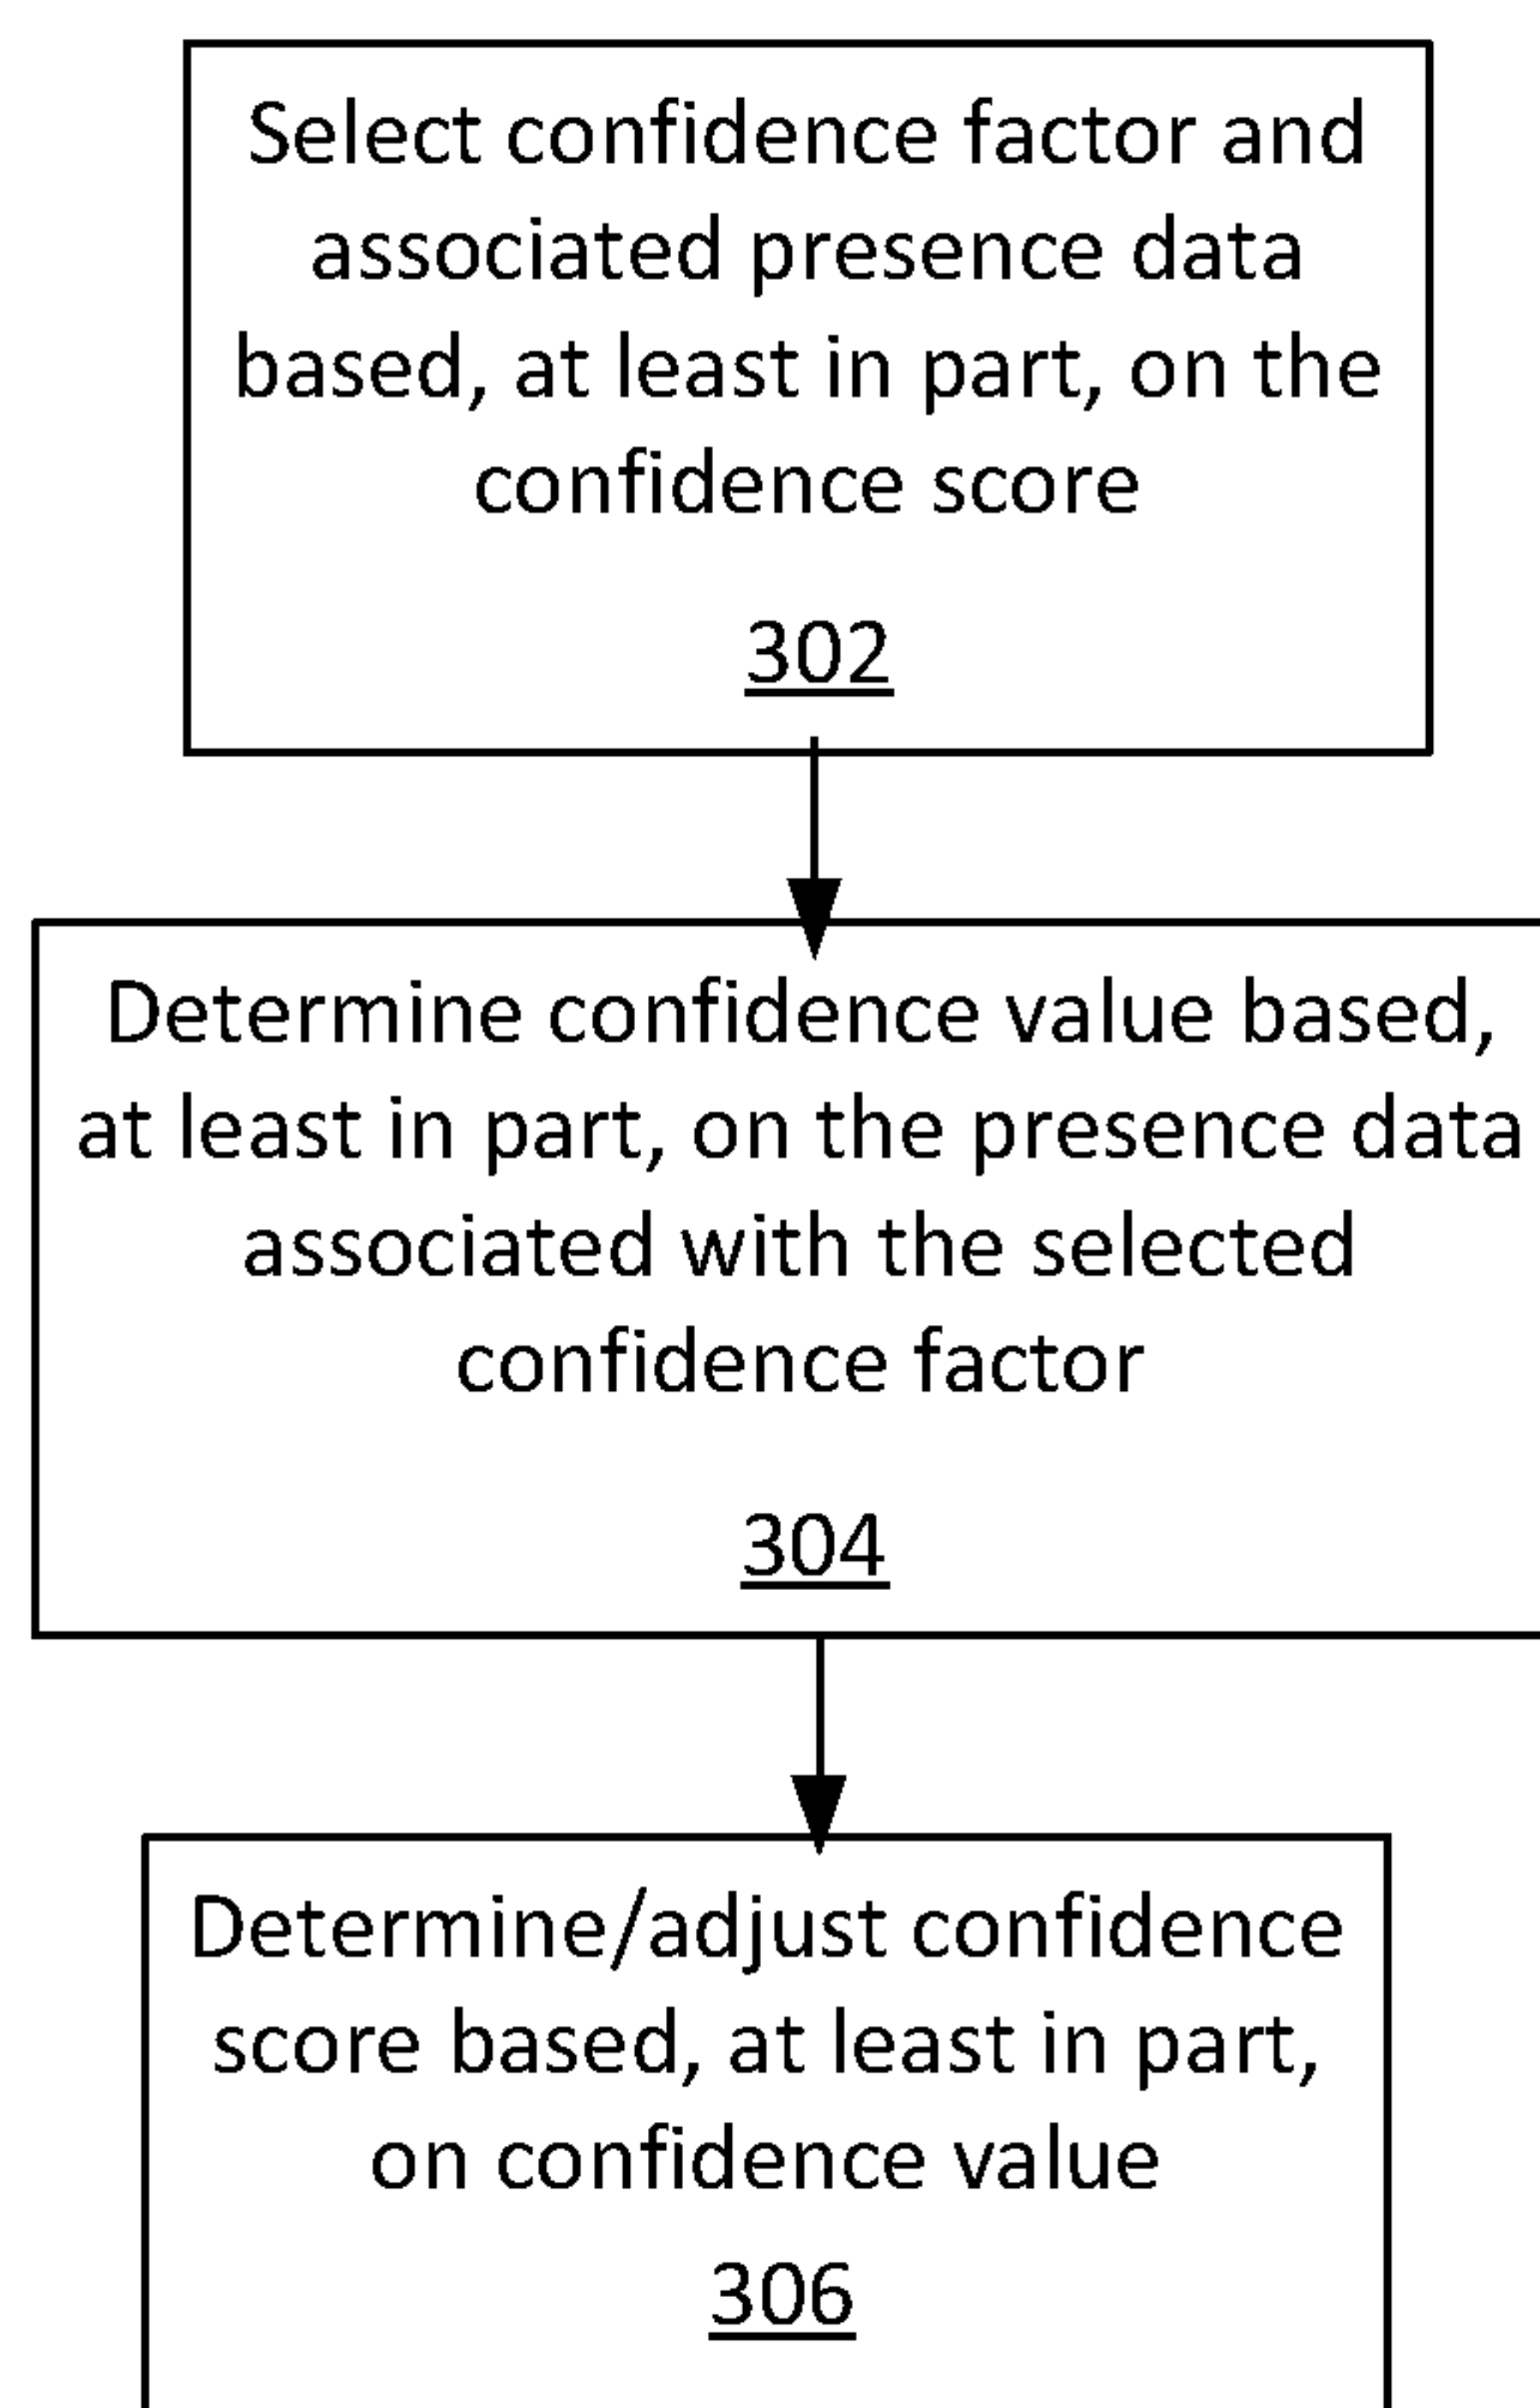 Select confidence factor and
associated presence data
based, at least in part, on the
confidence score
302
Determine confidence value based,
at least in part, on the presence data
associated with the selected
confidence factor
304
Determine/adjust confidence
score based, at least in part,
on confidence value
306